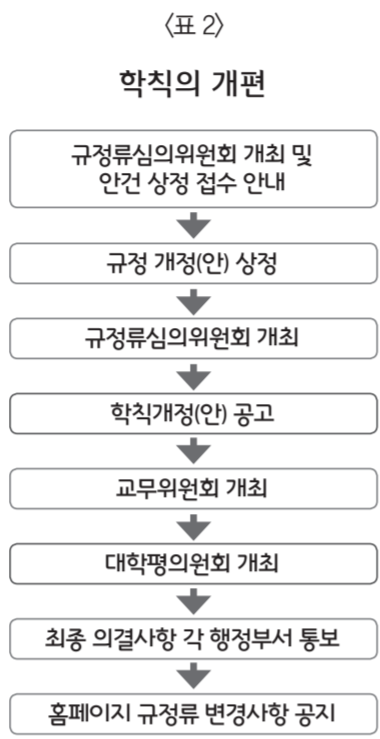 〈표 2〉
학칙의 개편
규정류심의위원회 개최 및
안건 상정 접수 안내
규정 개정(안) 상정
규정류심의위원회 개최
학칙개정(안) 공고
교무위원회 개최
대학평의원회 개최
최종 의결사항 각 행정부서 통보
홈페이지 규정류 변경사항 공지